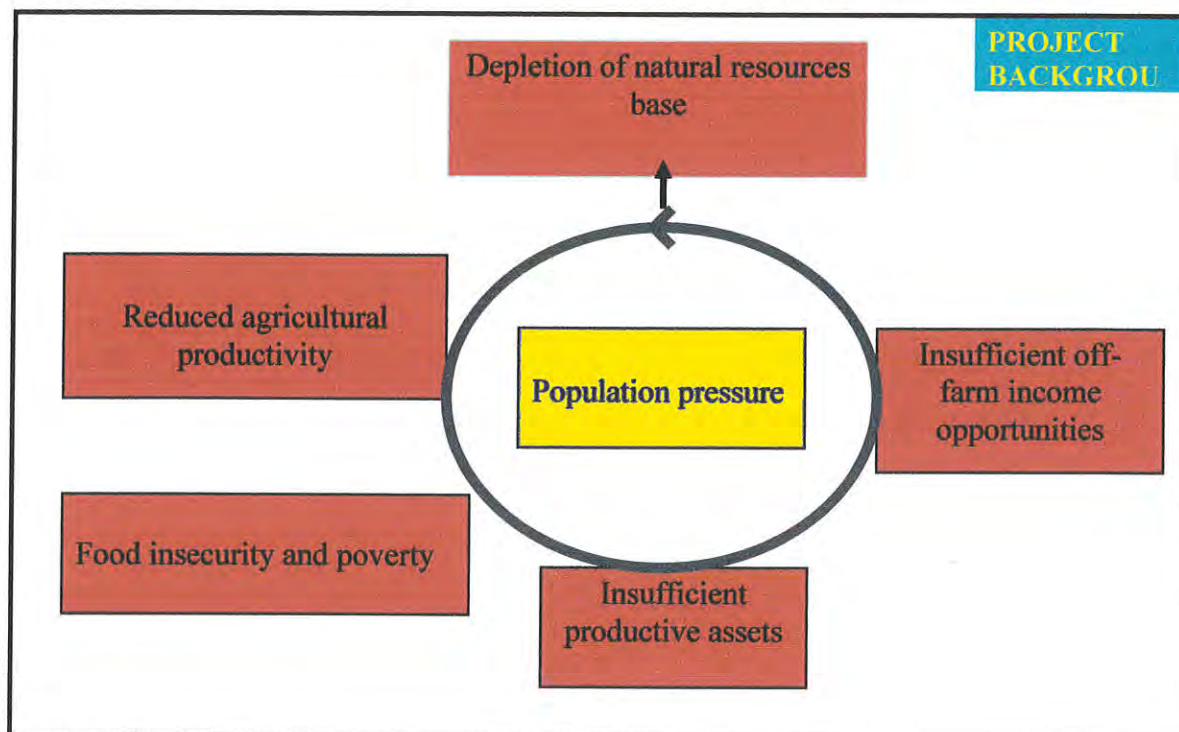 PROJECT
BACKGROU
Depletion of natural resources
base
Reduced agricultural
productivity
Population pressure
Insufficient off-
farm income
opportunities
Food insecurity and poverty
Insufficient
productive assets